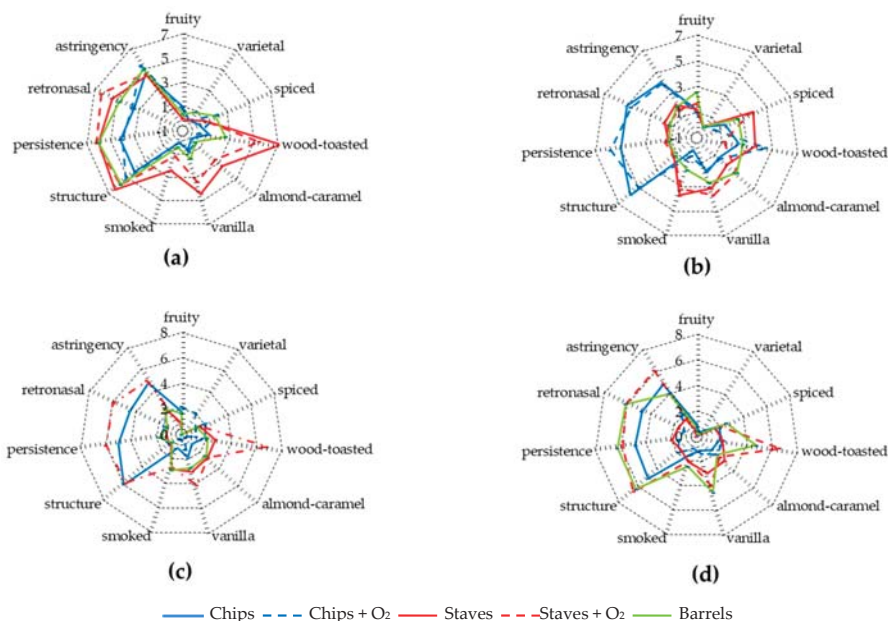 fruity
7
astringency
varietal
5
retronasal
3
spiced
1
-1
persistence
wood-toasted
structure
almond-caramel
smoked
vanilla
(a)
fruity
7
astringency
varietal
5
retronasal
3
spiced
1
-1
persistence
wood-toasted
structure
almond-caramel
smoked
vanilla
(b)
fruity
8
astringency
varietal
6
retronasal
4
spiced
2
0
persistence
wood-toasted
structure
almond-caramel
smoked
vanilla
(c)
fruity
8
astringency
varietal
6
retronasal
4
spiced
2
0
persistence
wood-toasted
structure
almond-caramel
smoked
vanilla
(d)
Chips Chips + O₂ Staves Staves + O₂ Barrels